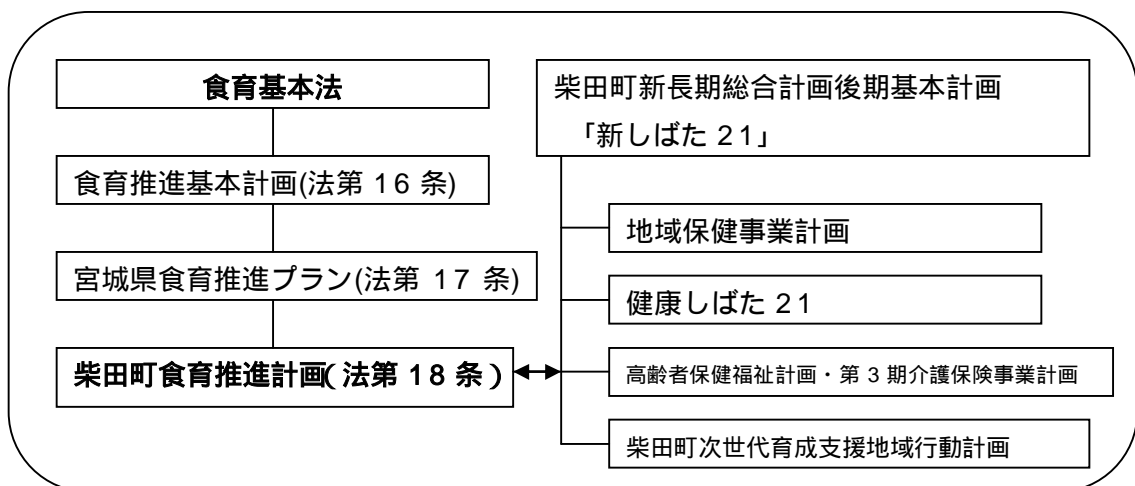 食育基本法
食育推進基本計画(法第 16 条)
宮城県食育推進プラン(法第 17 条)
柴田町食育推進計画(法第 18 条)
柴田町新長期総合計画後期基本計画
「新しばた 21」
地域保健事業計画
健康しばた 21
高齢者保健福祉計画・第 3 期介護保険事業計画
柴田町次世代育成支援地域行動計画